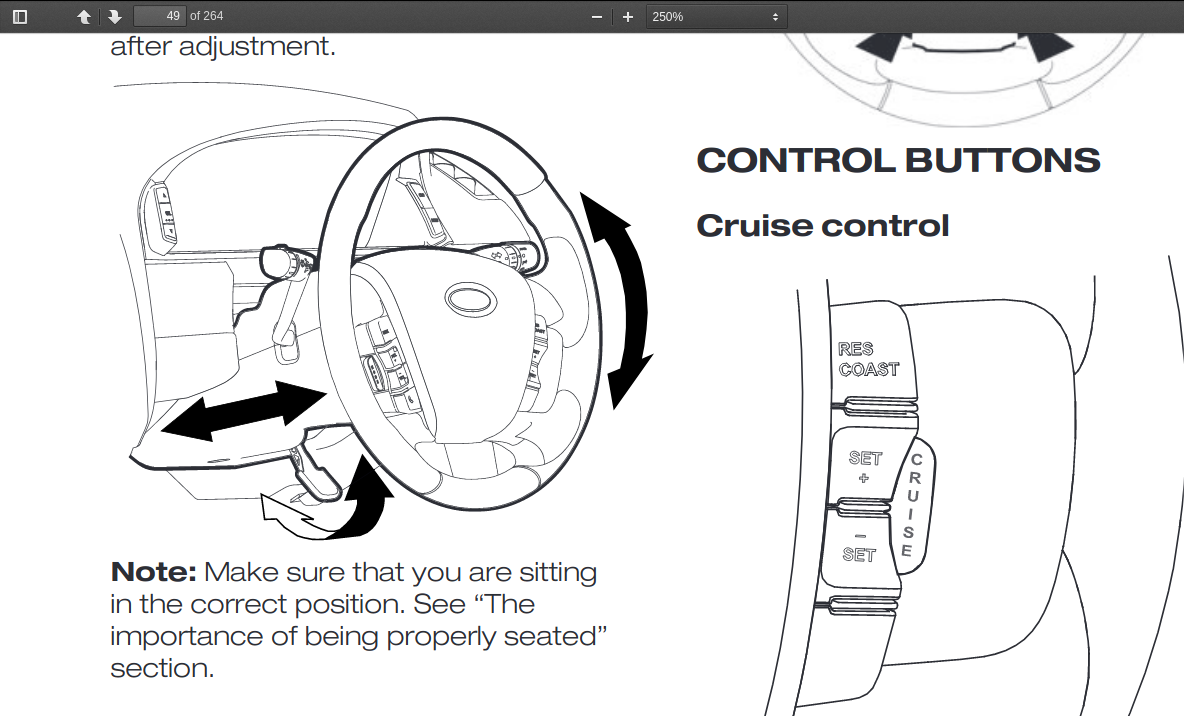 49 of 264
250%
after adjustment.
Note: Make sure that you are sitting
in the correct position. See “The
importance of being properly seated”
section.
CONTROL BUTTONS
Cruise control
RES
COAST
SET
+
–
SET
CRUISE